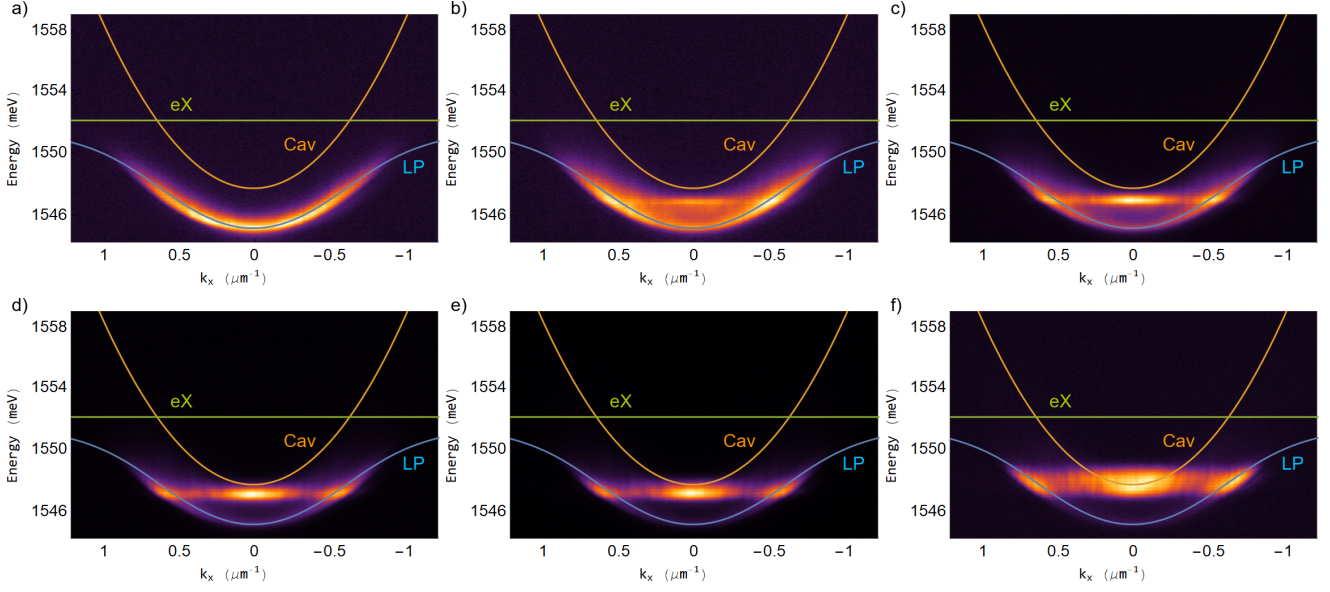 a)
1558
1554
1550
1546
Energy (meV)
eX
Cav
LP
1 0.5 0 −0.5 −1
kx (μm⁻¹)
b)
1558
1554
1550
1546
Energy (meV)
eX
Cav
LP
1 0.5 0 −0.5 −1
kx (μm⁻¹)
c)
1558
1554
1550
1546
Energy (meV)
eX
Cav
LP
1 0.5 0 −0.5 −1
kx (μm⁻¹)
d)
1558
1554
1550
1546
Energy (meV)
eX
Cav
LP
1 0.5 0 −0.5 −1
kx (μm⁻¹)
e)
1558
1554
1550
1546
Energy (meV)
eX
Cav
LP
1 0.5 0 −0.5 −1
kx (μm⁻¹)
f)
1558
1554
1550
1546
Energy (meV)
eX
Cav
LP
1 0.5 0 −0.5 −1
kx (μm⁻¹)